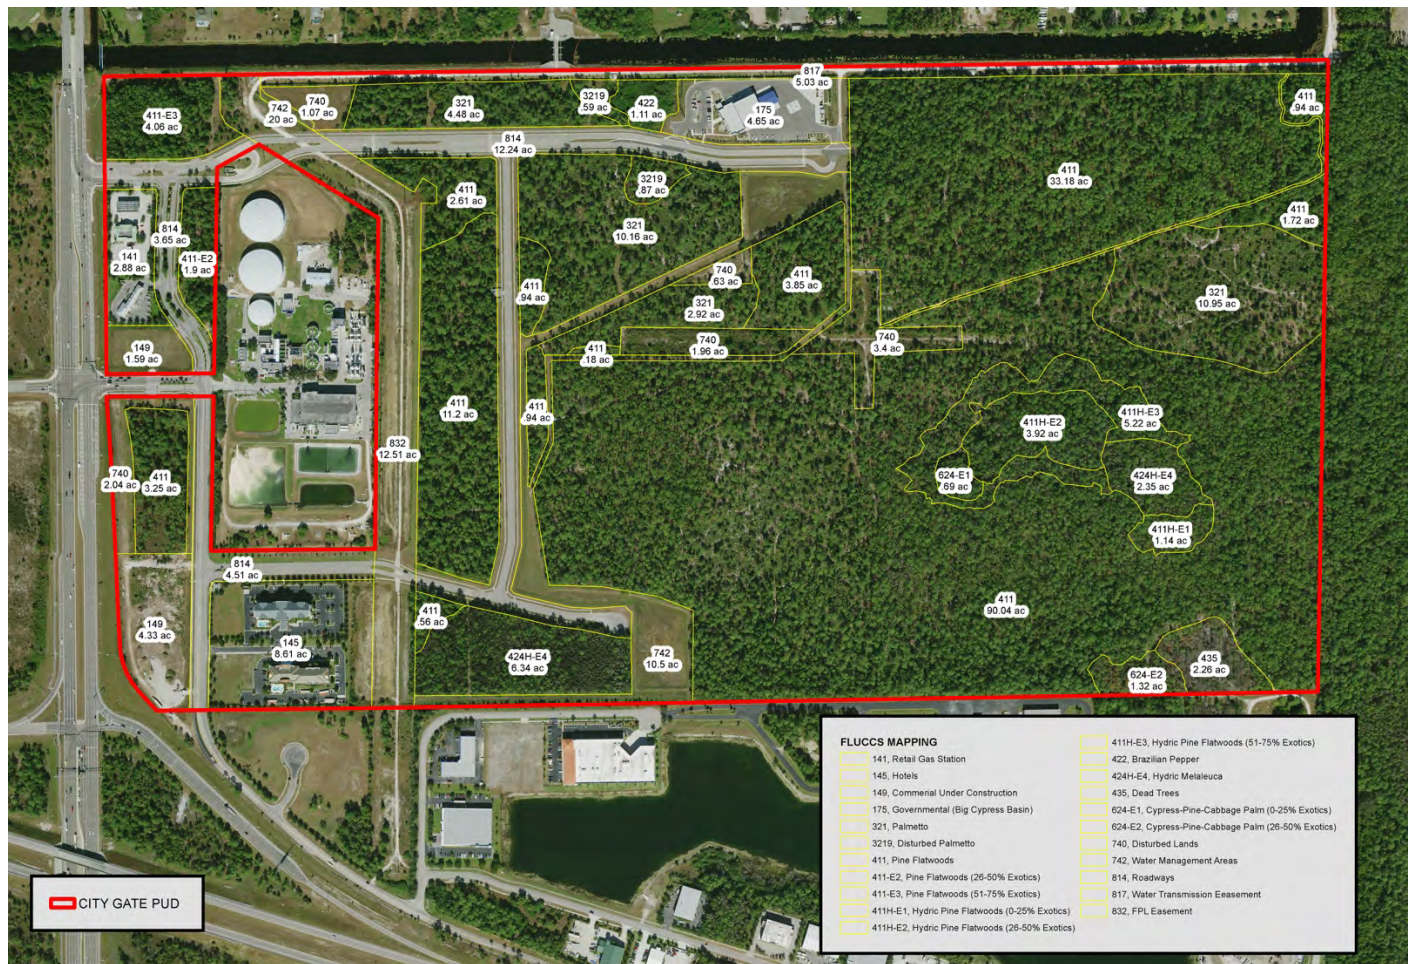 817
5.03 ac
411
.94 ac
411-E3
4.06 ac
742
.20 ac
740
1.07 ac
321
4.48 ac
3219
.59 ac
422
1.11 ac
175
4.65 ac
814
12.24 ac
411
33.18 ac
3219
.87 ac
411
2.61 ac
411
1.72 ac
814
3.65 ac
321
10.16 ac
141
2.88 ac
411-E2
1.9 ac
740
.63 ac
411
3.85 ac
411
.94 ac
321
10.95 ac
321
2.92 ac
149
1.59 ac
411
.18 ac
740
1.96 ac
740
3.4 ac
411
11.2 ac
411
.94 ac
411H-E2
3.92 ac
411H-E3
5.22 ac
832
12.51 ac
740
2.04 ac
411
3.25 ac
624-E1
.69 ac
424H-E4
2.35 ac
411H-E1
1.14 ac
814
4.51 ac
411
.56 ac
411
90.04 ac
149
4.33 ac
145
8.61 ac
424H-E4
6.34 ac
742
10.5 ac
624-E2
1.32 ac
435
2.26 ac
CITY GATE PUD
FLUCCS MAPPING
141, Retail Gas Station
145, Hotels
149, Commerial Under Construction
175, Governmental (Big Cypress Basin)
321, Palmetto
3219, Disturbed Palmetto
411, Pine Flatwoods
411-E2, Pine Flatwoods (26-50% Exotics)
411-E3, Pine Flatwoods (51-75% Exotics)
411H-E1, Hydric Pine Flatwoods (0-25% Exotics)
411H-E2, Hydric Pine Flatwoods (26-50% Exotics)
411H-E3, Hydric Pine Flatwoods (51-75% Exotics)
422, Brazilian Pepper
424H-E4, Hydric Melaleuca
435, Dead Trees
624-E1, Cypress-Pine-Cabbage Palm (0-25% Exotics)
624-E2, Cypress-Pine-Cabbage Palm (26-50% Exotics)
740, Disturbed Lands
742, Water Management Areas
814, Roadways
817, Water Transmission Eeasement
832, FPL Easement